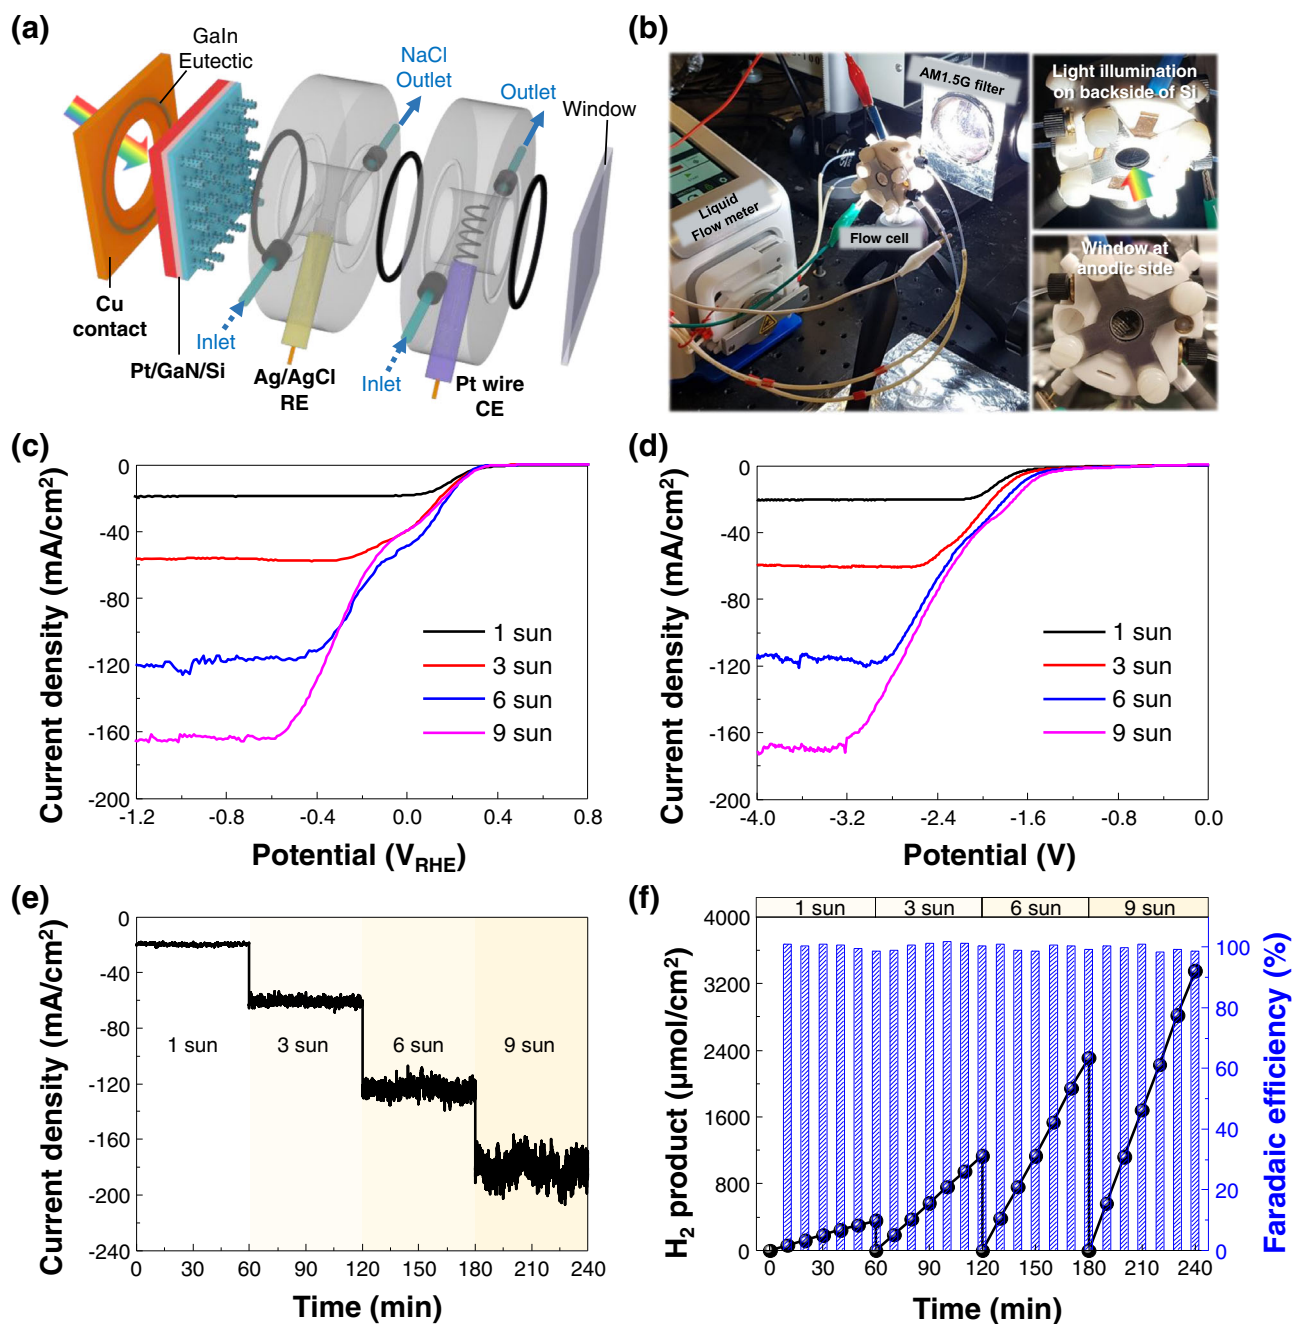 (a)
GaIn
Eutectic
NaCl
Outlet
Outlet
Window
Cu
contact
Inlet
Pt/GaN/Si
Ag/AgCl
RE
Inlet
Pt wire
CE
(b)
AM1.5G filter
Liquid
Flow meter
Flow cell
Light illumination
on backside of Si
Window at
anodic side
(c)
Current density (mA/cm²)
0
-40
-80
-120
-160
-200
1 sun
3 sun
6 sun
9 sun
-1.2
-0.8
-0.4
0.0
0.4
0.8
Potential (V_RHE)
(d)
Current density (mA/cm²)
0
-40
-80
-120
-160
-200
1 sun
3 sun
6 sun
9 sun
-4.0
-3.2
-2.4
-1.6
0.0
Potential (V)
(e)
Current density (mA/cm²)
0
-40
-80
-120
-160
-200
-240
1 sun
3 sun
6 sun
9 sun
0
30
60
90
120
150
180
210
240
Time (min)
(f)
1 sun
3 sun
6 sun
9 sun
H₂ product (μmol/cm²)
4000
3200
2400
1600
800
0
100
80
60
40
20
0
Faradaic efficiency (%)
0
30
60
90
120
150
180
210
240
Time (min)